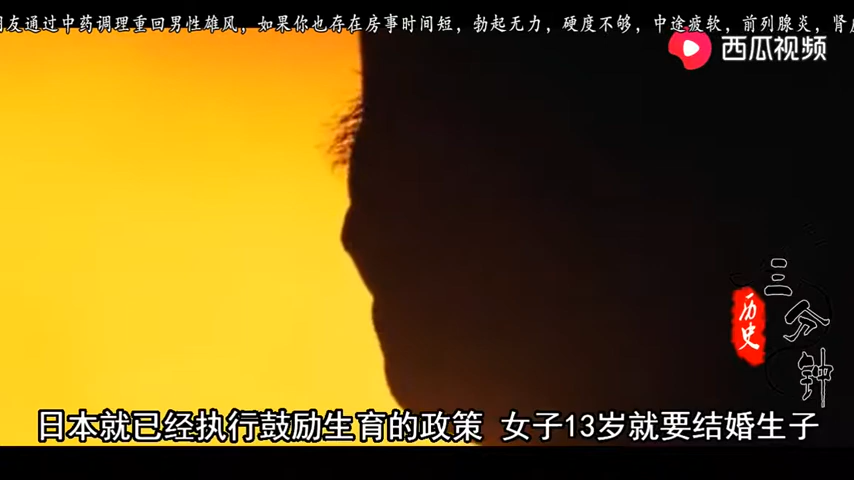 朋友通过中药调理重回男性雄风，如果你也存在房事时间短，勃起无力，硬度不够，中途疲软，前列腺炎，肾虚
西瓜视频
三分钟
历史
日本就已经执行鼓励生育的政策 女子13岁就要结婚生子